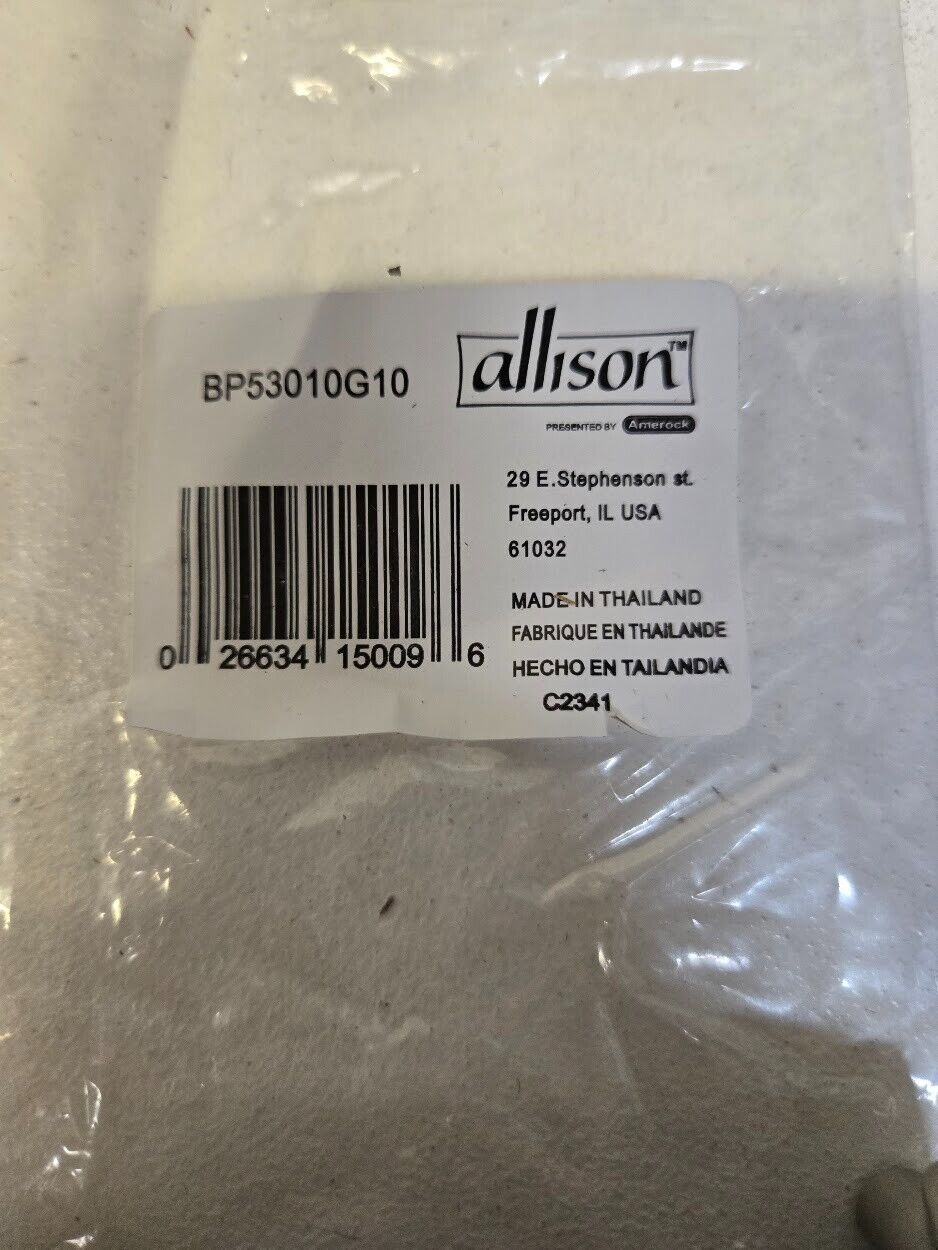 BP53010G10
allison™
PRESENTED BY Amerock
29 E.Stephenson st.
Freeport, IL USA
61032
MADE IN THAILAND
FABRIQUE EN THAILANDE
HECHO EN TAILANDIA
C2341
0 26634 15009 6